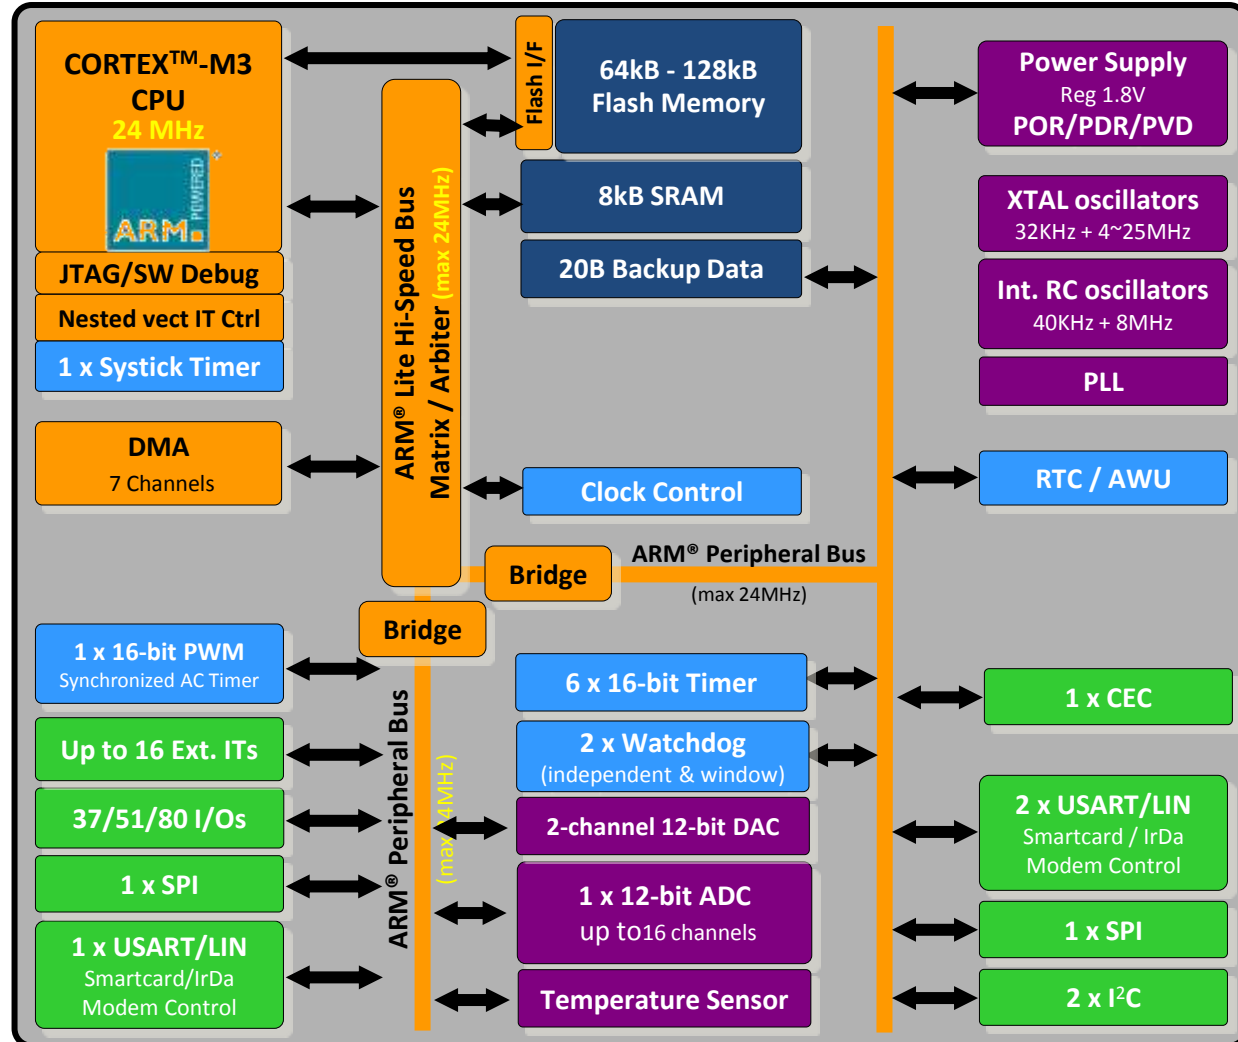 CORTEX™-M3
CPU
24 MHz
ARM POWERED
JTAG/SW Debug
Nested vect IT Ctrl
1 x Systick Timer
DMA
7 Channels
ARM® Lite Hi-Speed Bus
Matrix / Arbiter (max 24MHz)
Flash I/F
64kB - 128kB
Flash Memory
8kB SRAM
20B Backup Data
Clock Control
Power Supply
Reg 1.8V
POR/PDR/PVD
XTAL oscillators
32KHz + 4~25MHz
Int. RC oscillators
40KHz + 8MHz
PLL
RTC / AWU
ARM® Peripheral Bus
(max 24MHz)
Bridge
Bridge
1 x 16-bit PWM
Synchronized AC Timer
Up to 16 Ext. ITs
37/51/80 I/Os
1 x SPI
1 x USART/LIN
Smartcard/IrDa
Modem Control
ARM® Peripheral Bus
(max 24MHz)
6 x 16-bit Timer
2 x Watchdog
(independent & window)
2-channel 12-bit DAC
1 x 12-bit ADC
up to16 channels
Temperature Sensor
1 x CEC
2 x USART/LIN
Smartcard / IrDa
Modem Control
1 x SPI
2 x I²C